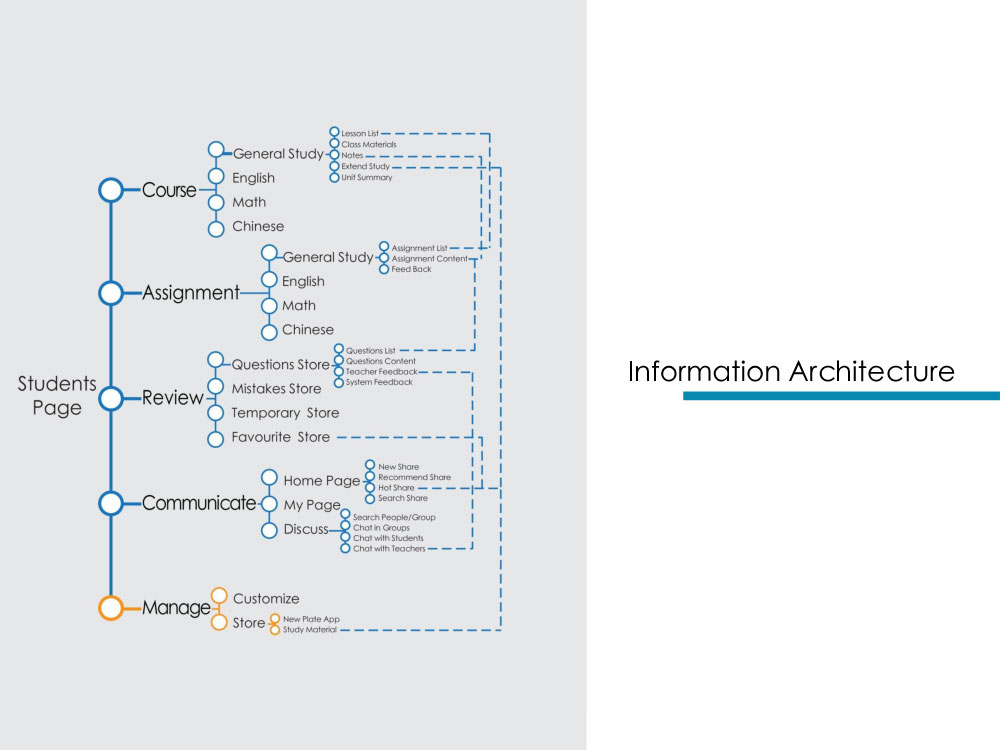 Students
Page
Course
General Study
Lesson List
Class Materials
Notes
Extend Study
Unit Summary
English
Math
Chinese
Assignment
General Study
Assignment List
Assignment Content
Feed Back
English
Math
Chinese
Review
Questions Store
Questions List
Questions Content
Teacher Feedback
System Feedback
Mistakes Store
Temporary Store
Favourite Store
Communicate
Home Page
New Share
Recommend Share
Hot Share
Search Share
My Page
Discuss
Search People/Group
Chat in Groups
Chat with Students
Chat with Teachers
Manage
Customize
Store
New Plate App
Study Material
Information Architecture